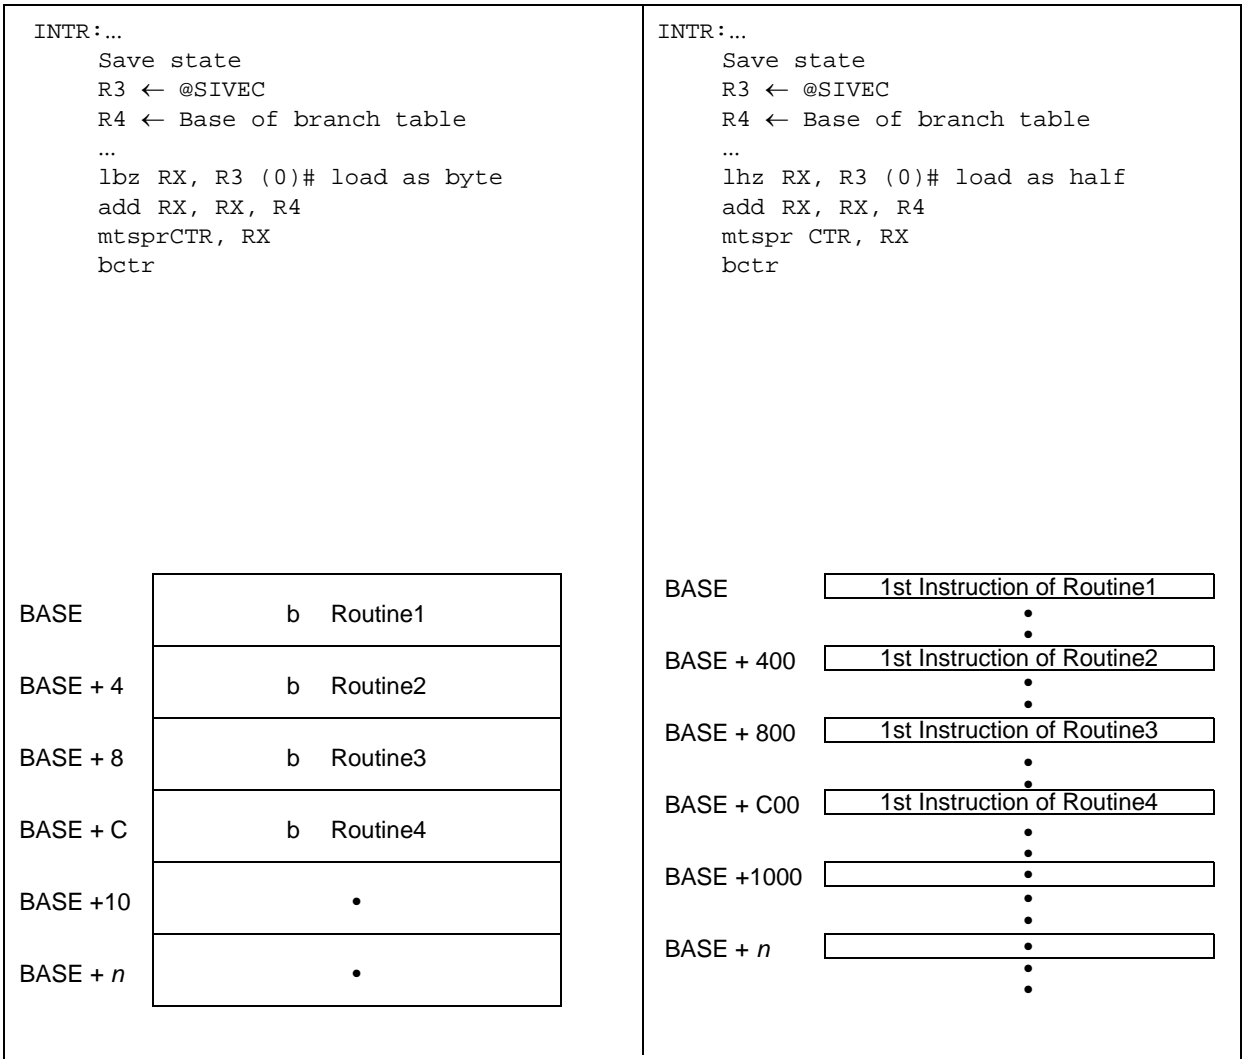 INTR:...
Save state
R3 ← @SIVEC
R4 ← Base of branch table
...
lbz RX, R3 (0)# load as byte
add RX, RX, R4
mtsprCTR, RX
bctr
BASE b Routine1
BASE + 4 b Routine2
BASE + 8 b Routine3
BASE + C b Routine4
BASE +10 •
BASE + n •
INTR:...
Save state
R3 ← @SIVEC
R4 ← Base of branch table
...
lhz RX, R3 (0)# load as half
add RX, RX, R4
mtspr CTR, RX
bctr
BASE 1st Instruction of Routine1
•
•
BASE + 400 1st Instruction of Routine2
•
•
BASE + 800 1st Instruction of Routine3
•
•
BASE + C00 1st Instruction of Routine4
•
•
BASE +1000 •
•
•
BASE + n •
•
•